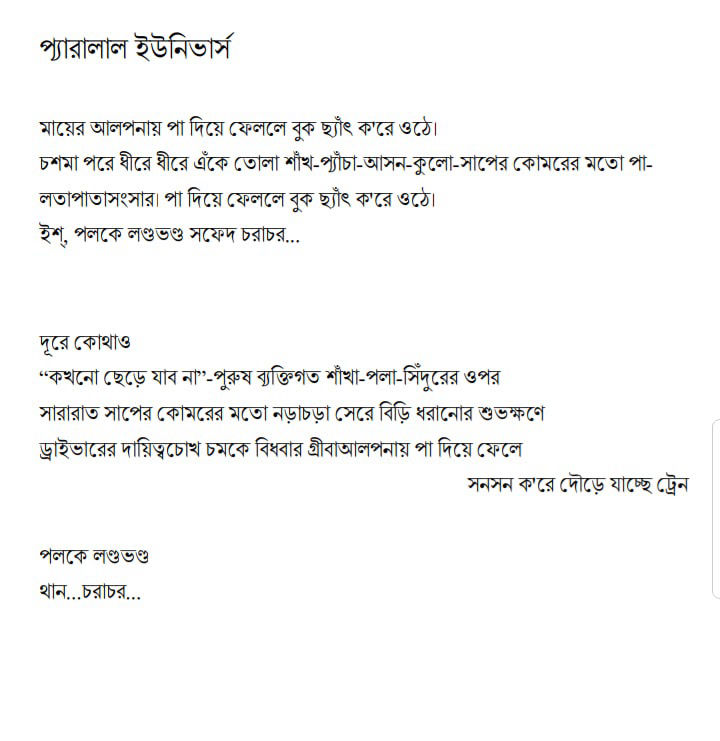 প্যারালাল ইউনিভার্স
মায়ের আলপনায় পা দিয়ে ফেললে বুক ছ্যাঁৎ ক'রে ওঠে।
চশমা পরে ধীরে ধীরে এঁকে তোলা শাঁখ-প্যাঁচা-আসন-কুলো-সাপের কোমরের মতো পা-
লতাপাতাসংসার। পা দিয়ে ফেললে বুক ছ্যাঁৎ ক'রে ওঠে।
ইশ্, পলকে লণ্ডভণ্ড সফেদ চরাচর...
দূরে কোথাও
“কখনো ছেড়ে যাব না”-পুরুষ ব্যক্তিগত শাঁখা-পলা-সিঁদুরের ওপর
সারারাত সাপের কোমরের মতো নড়াচড়া সেরে বিড়ি ধরানোর শুভক্ষণে
ড্রাইভারের দায়িত্বচোখ চমকে বিধবার গ্রীবাআলপনায় পা দিয়ে ফেলে
সনসন ক'রে দৌড়ে যাচ্ছে ট্রেন
পলকে লণ্ডভণ্ড
থান...চরাচর...